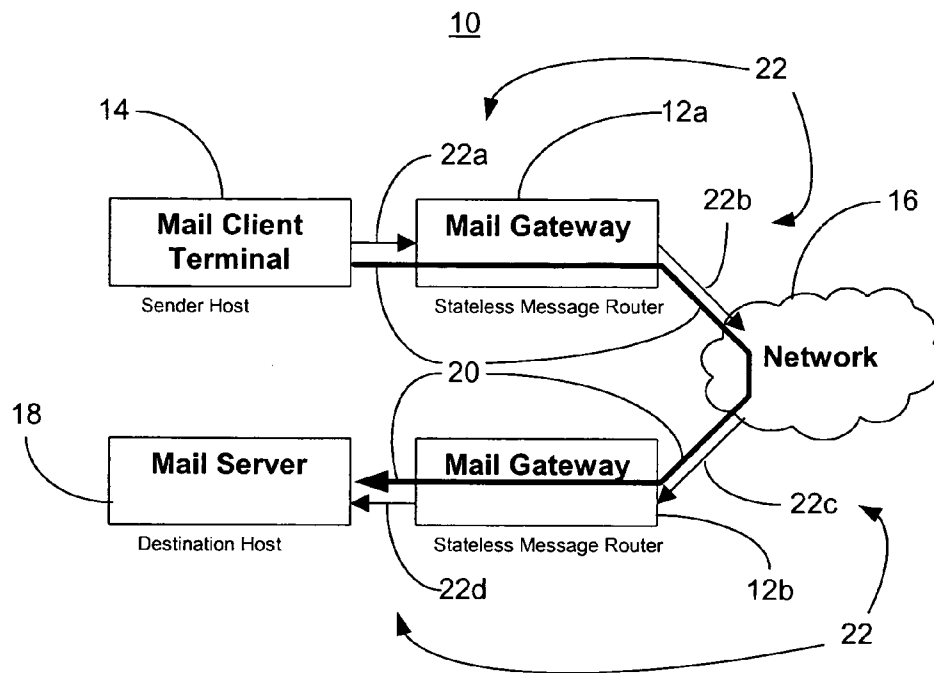 10
22
14
12a
22a
22b
16
Mail Client
Terminal
Mail Gateway
Sender Host
Stateless Message Router
Network
20
18
Mail Server
Mail Gateway
22c
Destination Host
Stateless Message Router
22d
12b
22